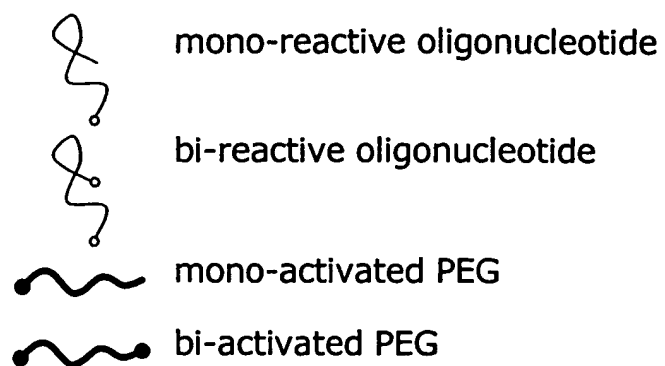 mono-reactive oligonucleotide
bi-reactive oligonucleotide
mono-activated PEG
bi-activated PEG